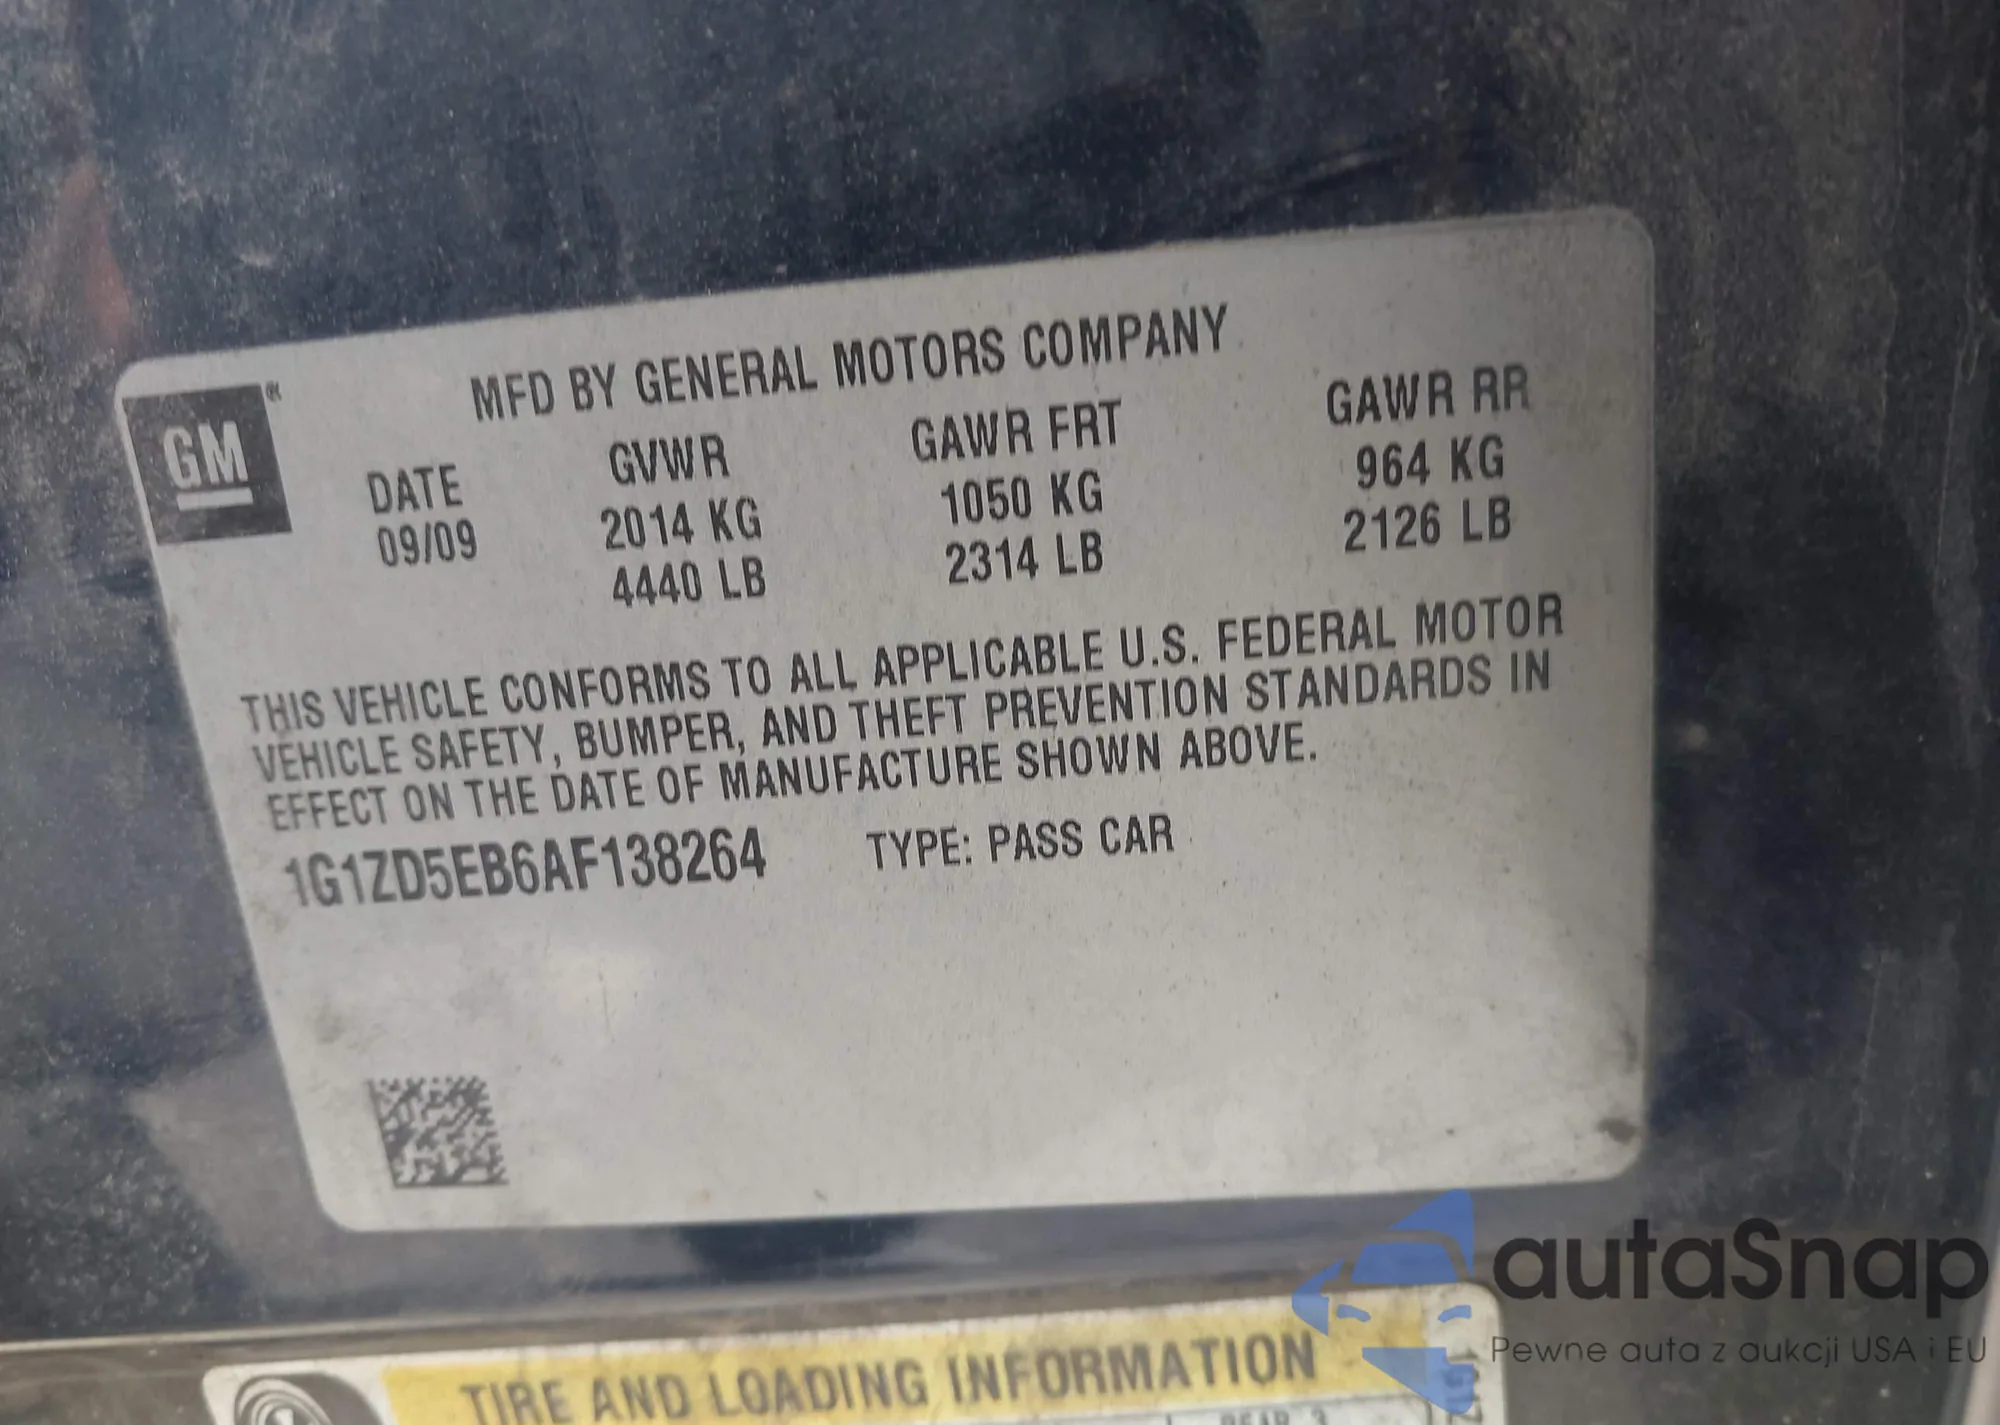 MFD BY GENERAL MOTORS COMPANY
GM
DATE GVWR GAWR FRT GAWR RR
09/09 2014 KG 1050 KG 964 KG
4440 LB 2314 LB 2126 LB
THIS VEHICLE CONFORMS TO ALL APPLICABLE U.S. FEDERAL MOTOR
VEHICLE SAFETY, BUMPER, AND THEFT PREVENTION STANDARDS IN
EFFECT ON THE DATE OF MANUFACTURE SHOWN ABOVE.
1G1ZD5EB6AF138264 TYPE: PASS CAR
autaSnap
Pewne auta z aukcji USA i EU
TIRE AND LOADING INFORMATION